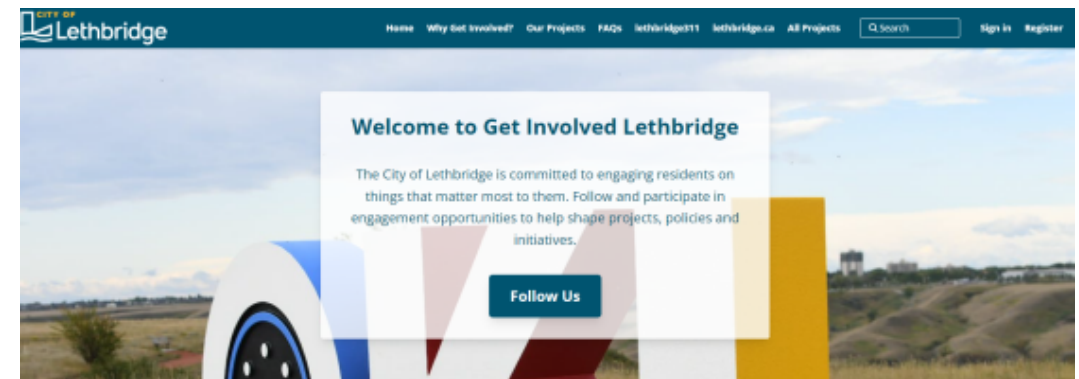 CITY OF
Lethbridge
Home Why Get Involved? Our Projects FAQs lethbridge311 lethbridge.ca All Projects Search Sign in Register
Welcome to Get Involved Lethbridge
The City of Lethbridge is committed to engaging residents on
things that matter most to them. Follow and participate in
engagement opportunities to help shape projects, policies and
initiatives.
Follow Us